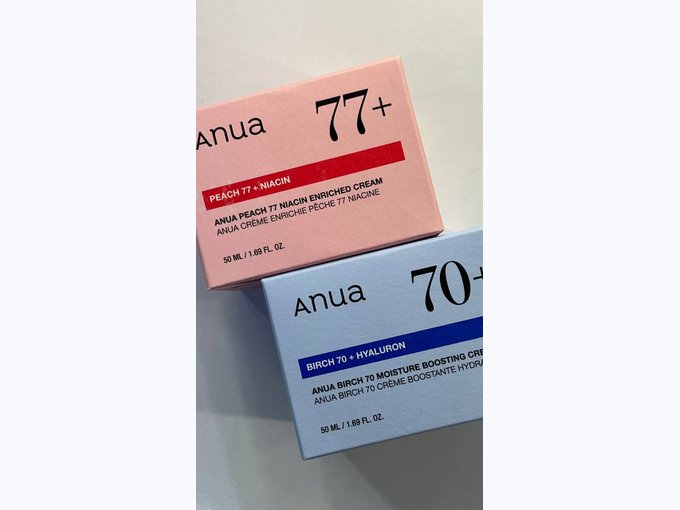 Anua
77+
PEACH 77 + NIACIN
ANUA PEACH 77 NIACIN ENRICHED CREAM
ANUA CRÈME ENRICHIE PÊCHE 77 NIACINE
50 ML / 1.69 FL. OZ.
Anua
70+
BIRCH 70 + HYALURON
ANUA BIRCH 70 MOISTURE BOOSTING CRE
ANUA BIRCH 70 CRÈME BOOSTANTE HYDRA
50 ML / 1.69 FL. OZ.